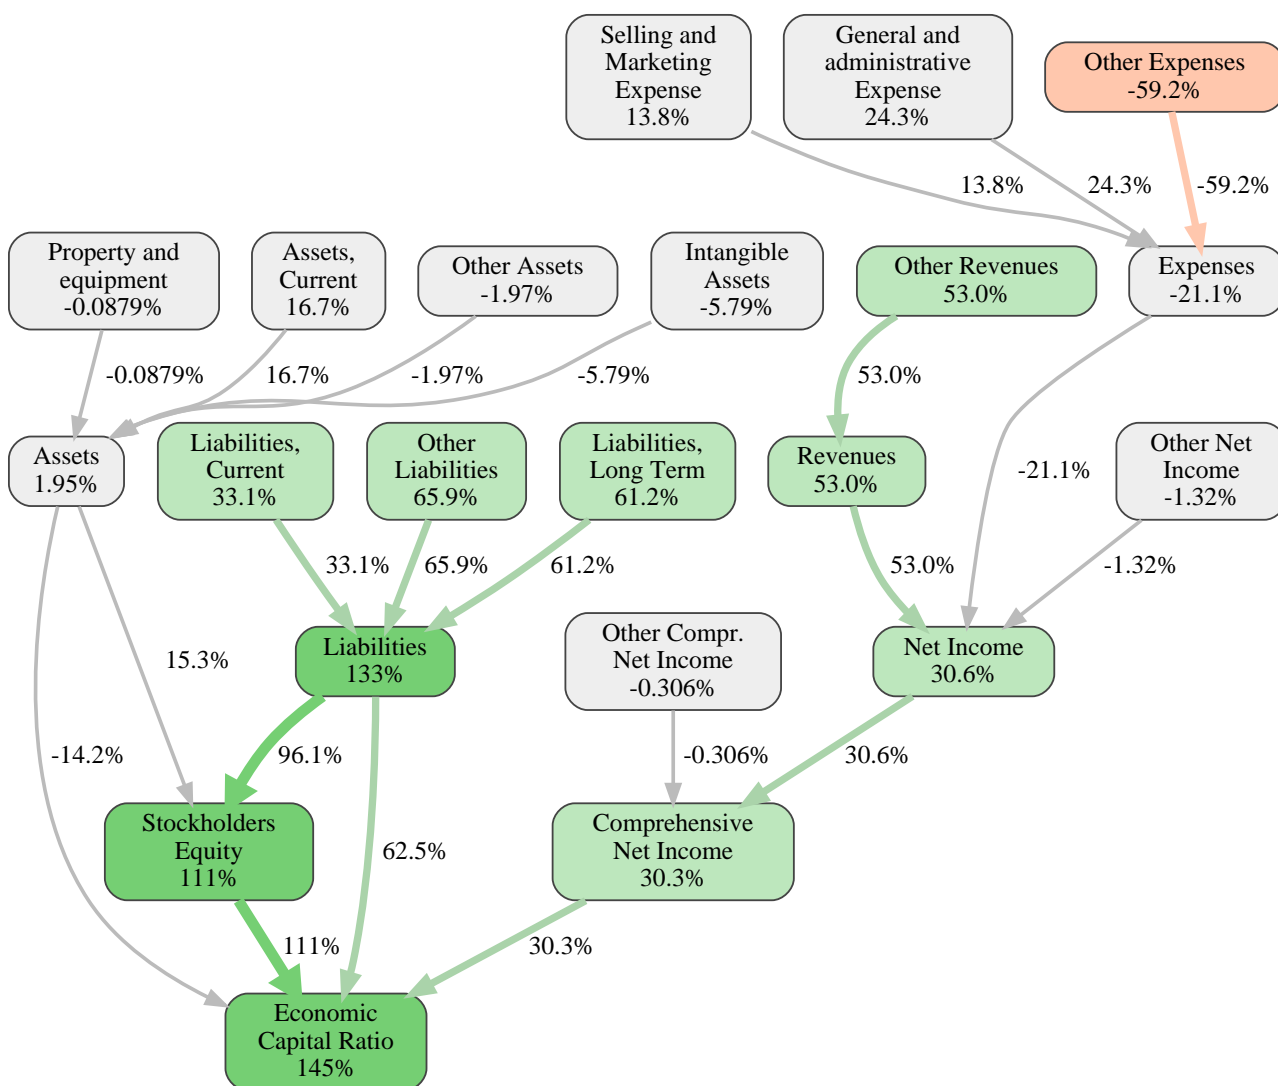 Selling and
Marketing
Expense
13.8%
General and
administrative
Expense
24.3%
Other Expenses
-59.2%
13.8%
24.3%
-59.2%
Property and
equipment
-0.0879%
Assets,
Current
16.7%
Other Assets
-1.97%
Intangible
Assets
-5.79%
Other Revenues
53.0%
Expenses
-21.1%
-0.0879%
16.7%
-1.97%
-5.79%
53.0%
Assets
1.95%
Liabilities,
Current
33.1%
Other
Liabilities
65.9%
Liabilities,
Long Term
61.2%
Revenues
53.0%
-21.1%
Other Net
Income
-1.32%
33.1%
65.9%
61.2%
53.0%
-1.32%
15.3%
Liabilities
133%
Other Compr.
Net Income
-0.306%
Net Income
30.6%
-14.2%
96.1%
-0.306%
30.6%
Stockholders
Equity
111%
62.5%
Comprehensive
Net Income
30.3%
111%
30.3%
Economic
Capital Ratio
145%